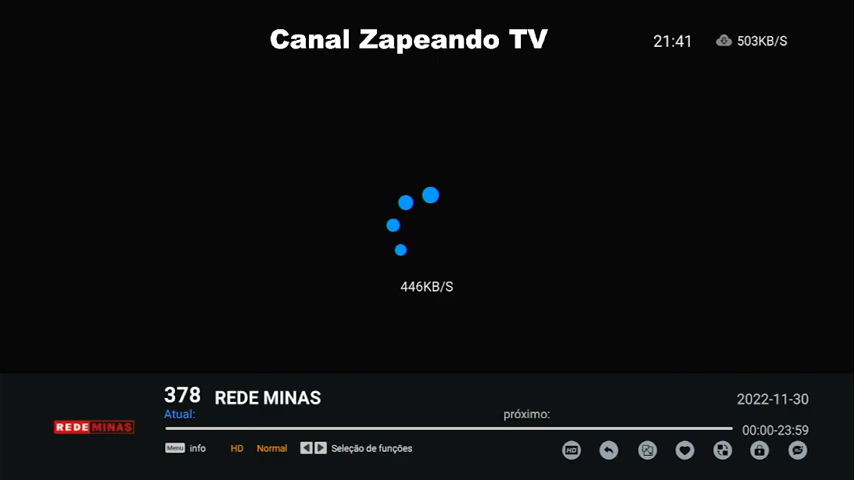 Canal Zapeando TV
21:41
503KB/S
446KB/S
378 REDE MINAS
2022-11-30
Atual:
próximo:
REDE MINAS
00:00-23:59
Menu info HD Normal Seleção de funções
HD